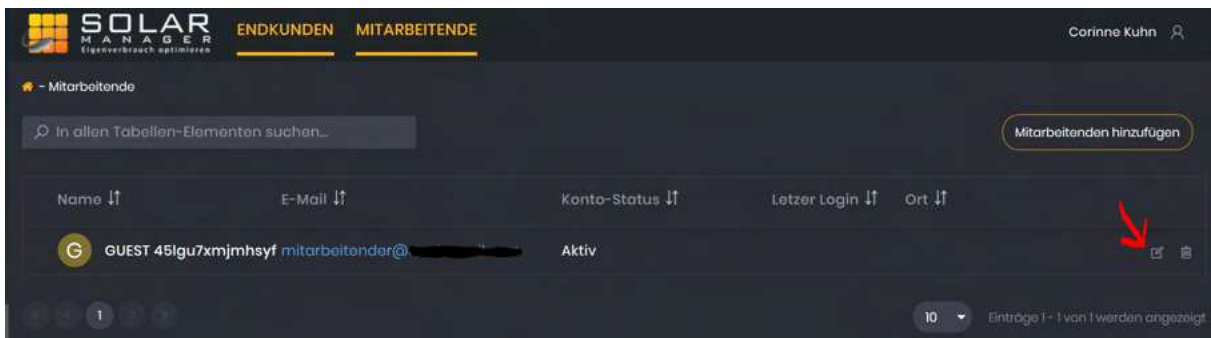 SOLAR
MANAGER
Eigenverbrauch optimieren
ENDKUNDEN MITARBEITENDE
Corinne Kuhn
- Mitarbeitende
In allen Tabellen-Elementen suchen...
Mitarbeitenden hinzufügen
Name E-Mail Konto-Status Letzer Login Ort
G GUEST 45lgu7xmjmhsyf mitarbeitender@ Aktiv
1 10 Einträge 1 - 1 von 1 werden angezeigt